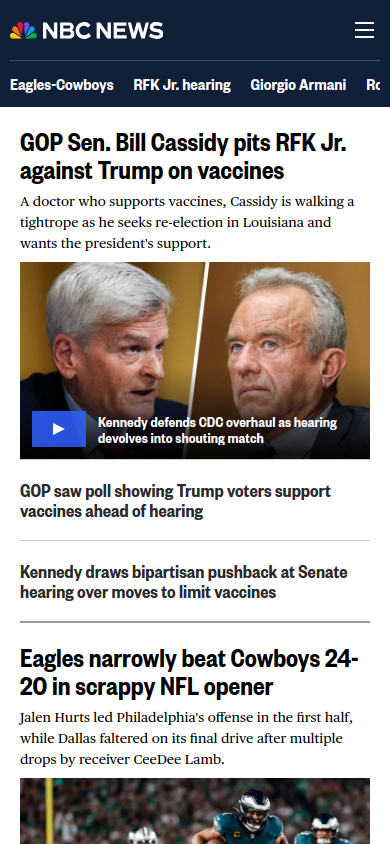 NBC NEWS
Eagles-Cowboys RFK Jr. hearing Giorgio Armani
GOP Sen. Bill Cassidy pits RFK Jr.
against Trump on vaccines
A doctor who supports vaccines, Cassidy is walking a
tightrope as he seeks re-election in Louisiana and
wants the president's support.
Kennedy defends CDC overhaul as hearing
devolves into shouting match
GOP saw poll showing Trump voters support
vaccines ahead of hearing
Kennedy draws bipartisan pushback at Senate
hearing over moves to limit vaccines
Eagles narrowly beat Cowboys 24-
20 in scrappy NFL opener
Jalen Hurts led Philadelphia's offense in the first half,
while Dallas faltered on its final drive after multiple
drops by receiver CeeDee Lamb.